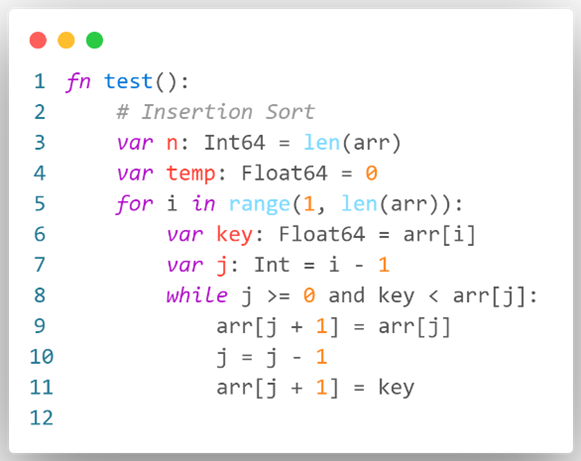 1 fn test():
2     # Insertion Sort
3     var n: Int64 = len(arr)
4     var temp: Float64 = 0
5     for i in range(1, len(arr)):
6         var key: Float64 = arr[i]
7         var j: Int = i - 1
8         while j >= 0 and key < arr[j]:
9             arr[j + 1] = arr[j]
10             j = j - 1
11             arr[j + 1] = key
12